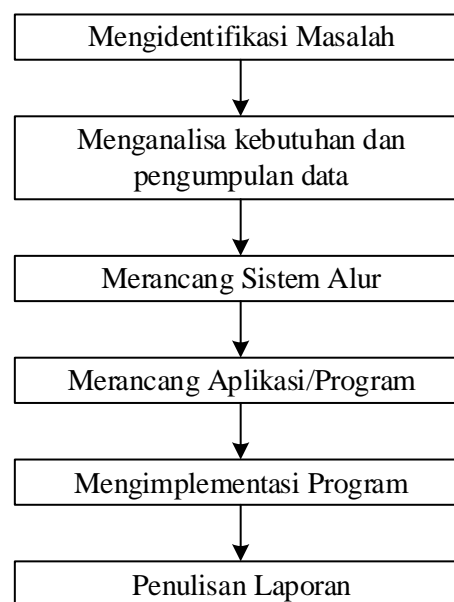 Mengidentifikasi Masalah
Menganalisa kebutuhan dan
pengumpulan data
Merancang Sistem Alur
Merancang Aplikasi/Program
Mengimplementasi Program
Penulisan Laporan